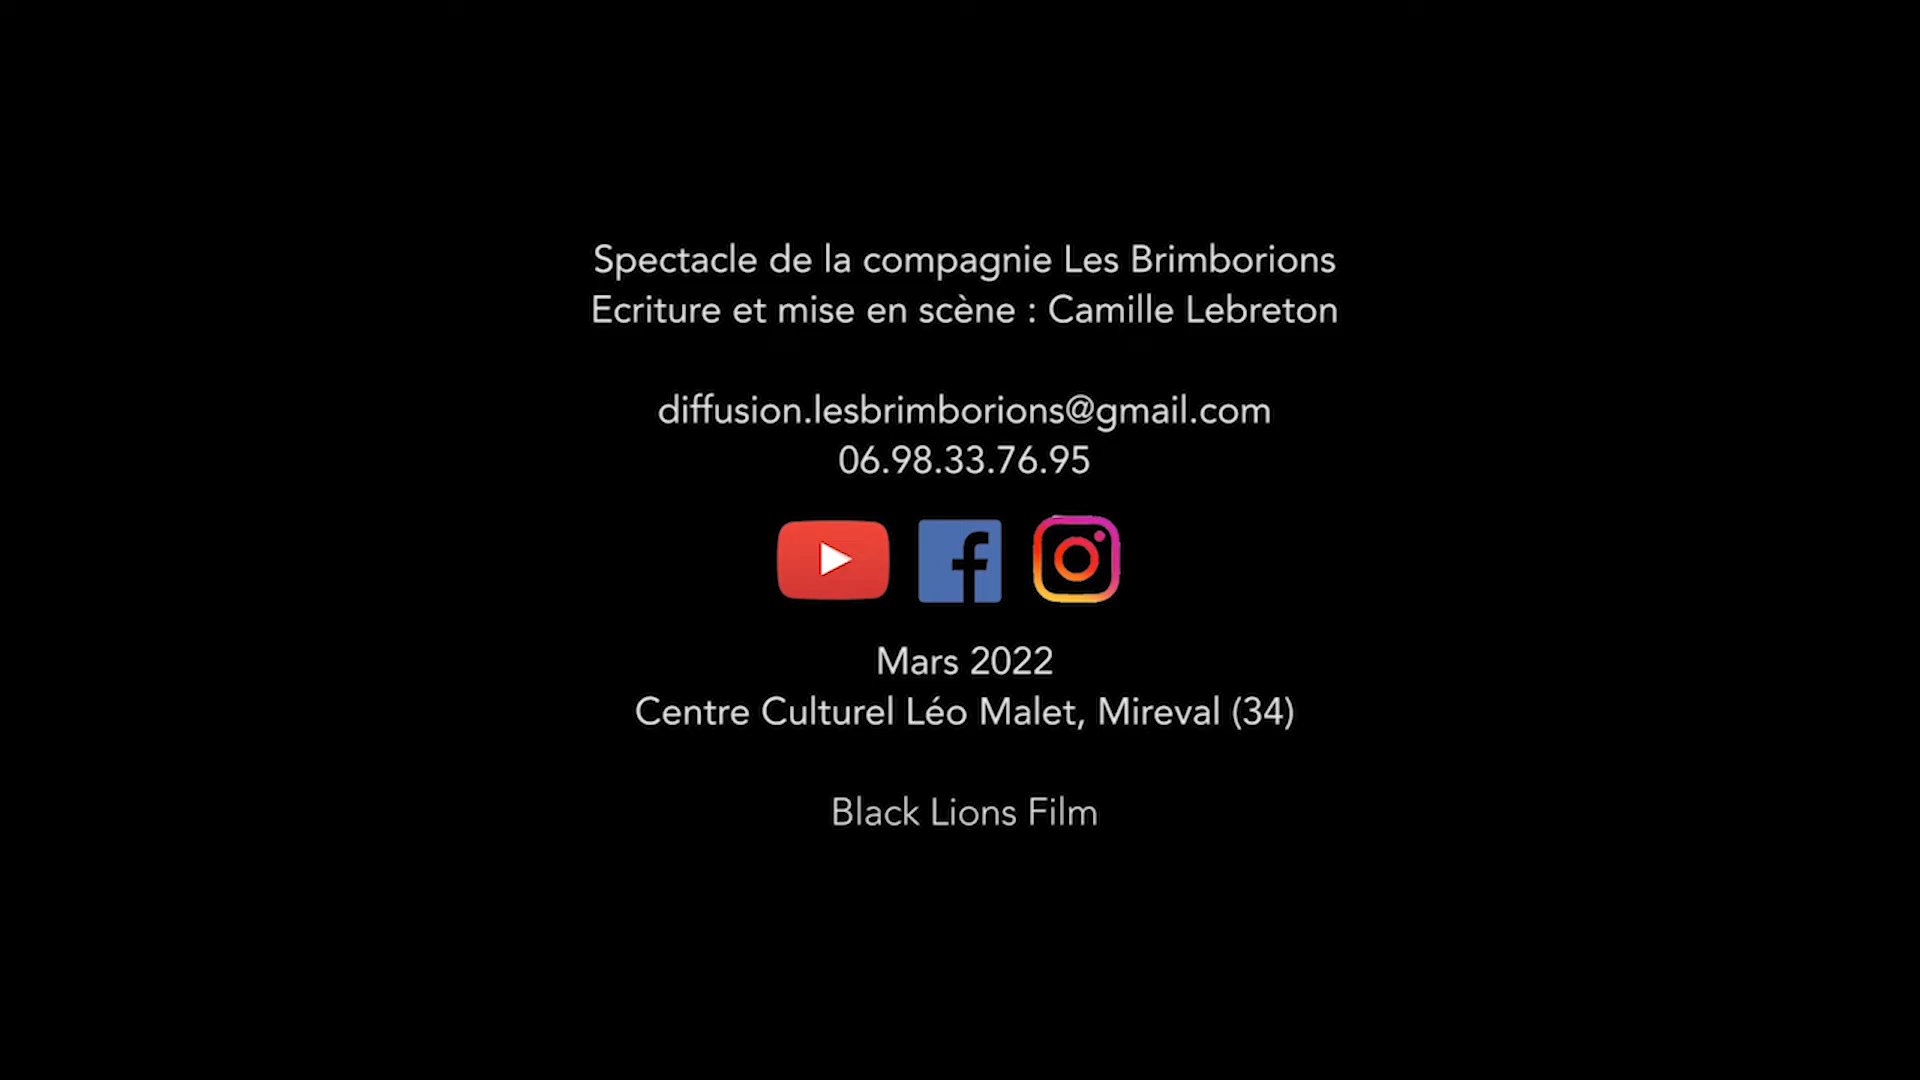 Spectacle de la compagnie Les Brimborions
Ecriture et mise en scène : Camille Lebreton
diffusion.lesbrimborions@gmail.com
06.98.33.76.95
Mars 2022
Centre Culturel Léo Malet, Mireval (34)
Black Lions Film